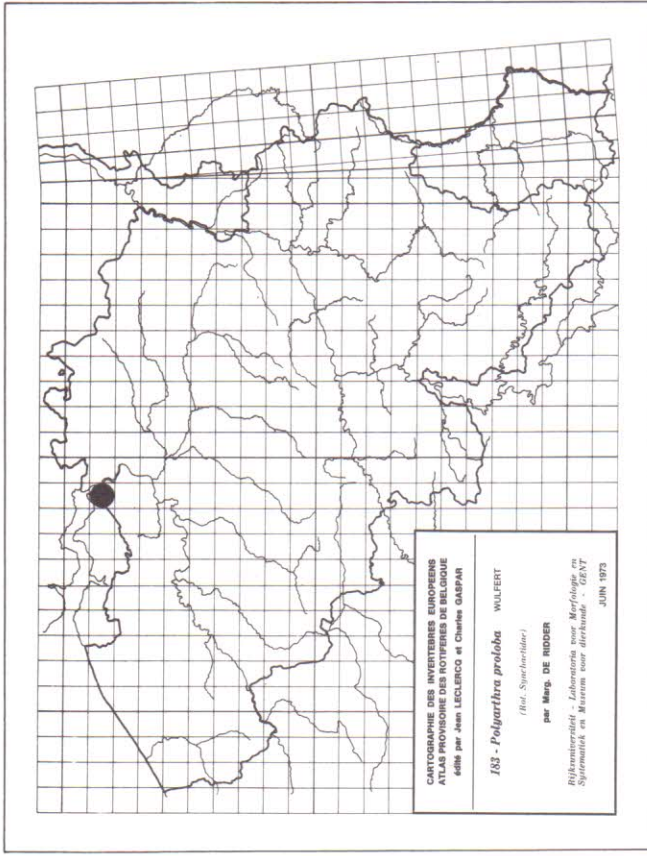 CARTOGRAPHIE DES INVERTEBRES EUROPEENS
ATLAS PROVISOIRE DES ROTIFERES DE BELGIQUE
édité par Jean LECLERCQ et Charles GASPAR
183 - Polyarthra proloba WULFERT
(Rot. Synchaetidae)
par Marg. DE RIDDER
Rijksuniversiteit - Laboratoria voor Morfologie en
Systematiek en Museum voor dierkunde - GENT
JUIN 1973